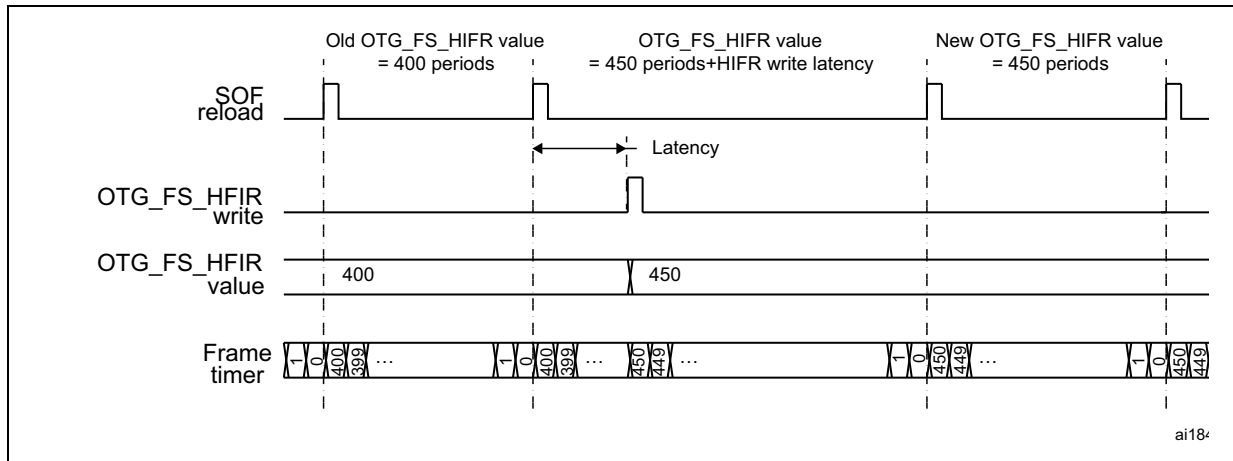 Old OTG_FS_HIFR value
= 400 periods
OTG_FS_HIFR value
= 450 periods+HIFR write latency
New OTG_FS_HIFR value
= 450 periods
SOF
reload
Latency
OTG_FS_HFIR
write
OTG_FS_HFIR
value
400
450
Frame
timer
1 0 400 399 ... 1 0 400 399 ... 450 449 ... 1 0 450 449 ... 1 0 450 449
ai184